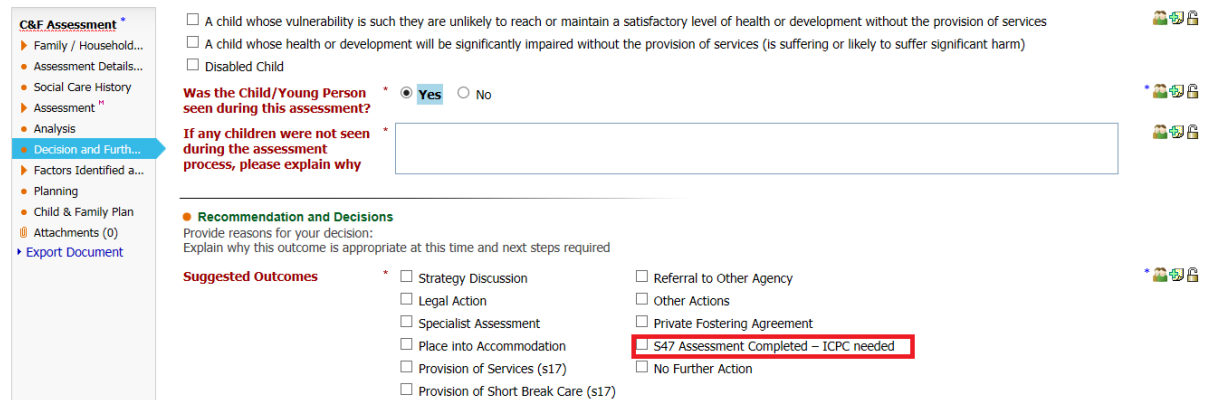 C&F Assessment *
Family / Household...
Assessment Details...
Social Care History
Assessment M
Analysis
Decision and Furth...
Factors Identified a...
Planning
Child & Family Plan
Attachments (0)
Export Document
A child whose vulnerability is such they are unlikely to reach or maintain a satisfactory level of health or development without the provision of services
A child whose health or development will be significantly impaired without the provision of services (is suffering or likely to suffer significant harm)
Disabled Child
Was the Child/Young Person * Yes No *
seen during this assessment?
If any children were not seen *
during the assessment
process, please explain why
Recommendation and Decisions
Provide reasons for your decision:
Explain why this outcome is appropriate at this time and next steps required
Suggested Outcomes * Strategy Discussion Referral to Other Agency *
Legal Action Other Actions
Specialist Assessment Private Fostering Agreement
Place into Accommodation S47 Assessment Completed – ICPC needed
Provision of Services (s17) No Further Action
Provision of Short Break Care (s17)